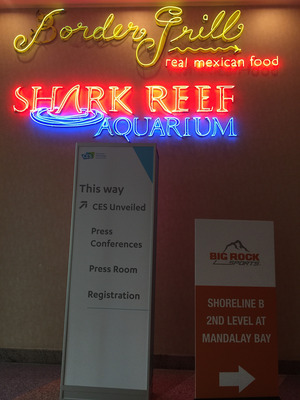 Border Grill
real mexican food
SHARK REEF
AQUARIUM
CES
This way
CES Unveiled
Press
Conferences
Press Room
Registration
BIG ROCK
SPORTS
SHORELINE B
2ND LEVEL AT
MANDALAY BAY